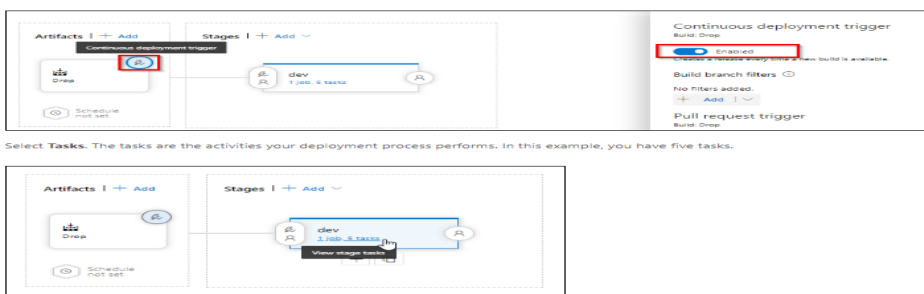 Artifacts | + Add
Stages | + Add
Continuous deployment trigger
Drop
dev
1 job, 5 tasks
Schedule
not set
Continuous deployment trigger
Build: Drop
Enabled
Creates a release every time a new build is available.
Build branch filters
No filters added.
+ Add |
Pull request trigger
Build: Drop
Select Tasks. The tasks are the activities your deployment process performs. In this example, you have five tasks.
Artifacts | + Add
Stages | + Add
Drop
dev
1 job, 5 tasks
View stage tasks
Schedule
not set